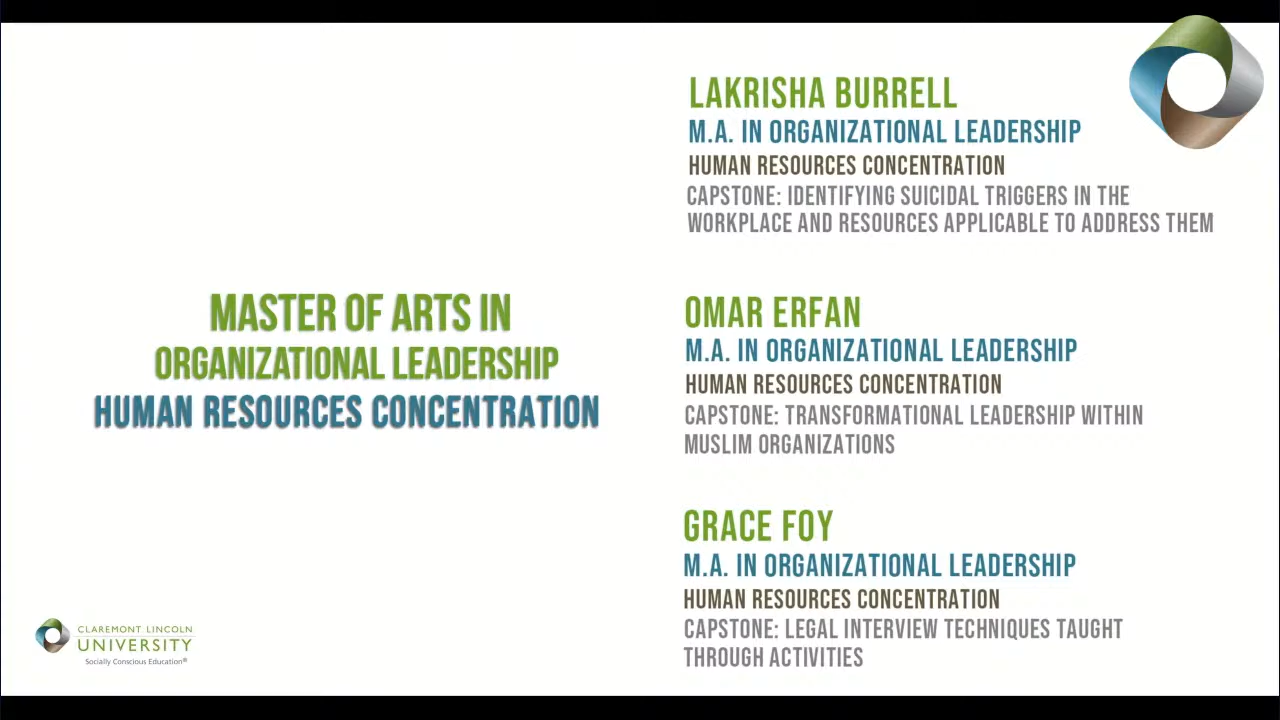 MASTER OF ARTS IN
ORGANIZATIONAL LEADERSHIP
HUMAN RESOURCES CONCENTRATION
LAKRISHA BURRELL
M.A. IN ORGANIZATIONAL LEADERSHIP
HUMAN RESOURCES CONCENTRATION
CAPSTONE: IDENTIFYING SUICIDAL TRIGGERS IN THE
WORKPLACE AND RESOURCES APPLICABLE TO ADDRESS THEM
OMAR ERFAN
M.A. IN ORGANIZATIONAL LEADERSHIP
HUMAN RESOURCES CONCENTRATION
CAPSTONE: TRANSFORMATIONAL LEADERSHIP WITHIN
MUSLIM ORGANIZATIONS
GRACE FOY
M.A. IN ORGANIZATIONAL LEADERSHIP
HUMAN RESOURCES CONCENTRATION
CAPSTONE: LEGAL INTERVIEW TECHNIQUES TAUGHT
THROUGH ACTIVITIES
CLAREMONT LINCOLN
UNIVERSITY
Socially Conscious Education®